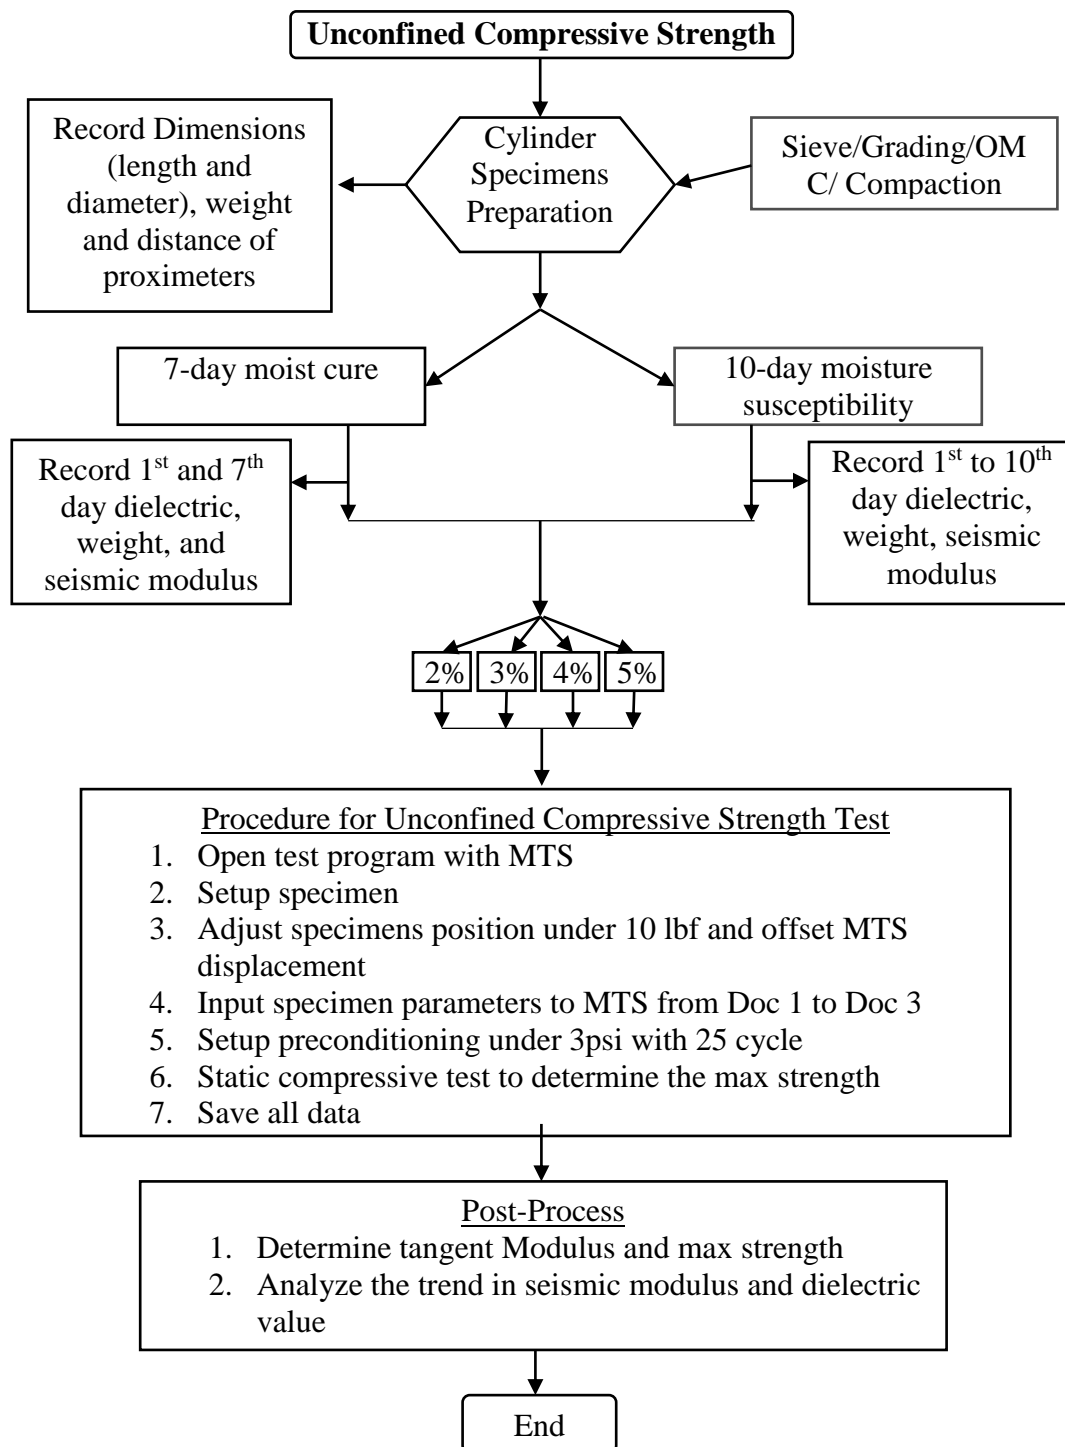 Unconfined Compressive Strength
Record Dimensions
(length and
diameter), weight
and distance of
proximeters
Cylinder
Specimens
Preparation
Sieve/Grading/OM
C/ Compaction
7-day moist cure
10-day moisture
susceptibility
Record 1st and 7th
day dielectric,
weight, and
seismic modulus
Record 1st to 10th
day dielectric,
weight, seismic
modulus
2%
3%
4%
5%
Procedure for Unconfined Compressive Strength Test
1. Open test program with MTS
2. Setup specimen
3. Adjust specimens position under 10 lbf and offset MTS
displacement
4. Input specimen parameters to MTS from Doc 1 to Doc 3
5. Setup preconditioning under 3psi with 25 cycle
6. Static compressive test to determine the max strength
7. Save all data
Post-Process
1. Determine tangent Modulus and max strength
2. Analyze the trend in seismic modulus and dielectric
value
End